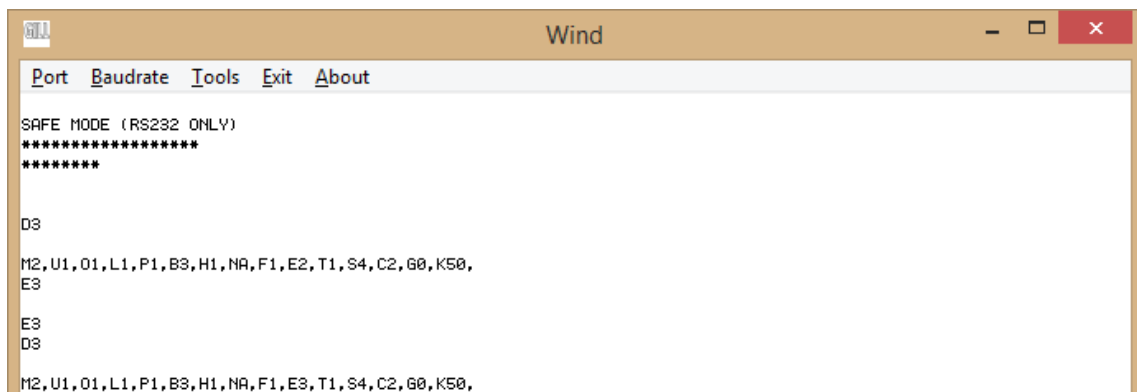 GILL
Wind
Port Baudrate Tools Exit About
SAFE MODE (RS232 ONLY)
******************
********
D3
M2,U1,O1,L1,P1,B3,H1,NA,F1,E2,T1,S4,C2,G0,K50,
E3
E3
D3
M2,U1,O1,L1,P1,B3,H1,NA,F1,E3,T1,S4,C2,G0,K50,